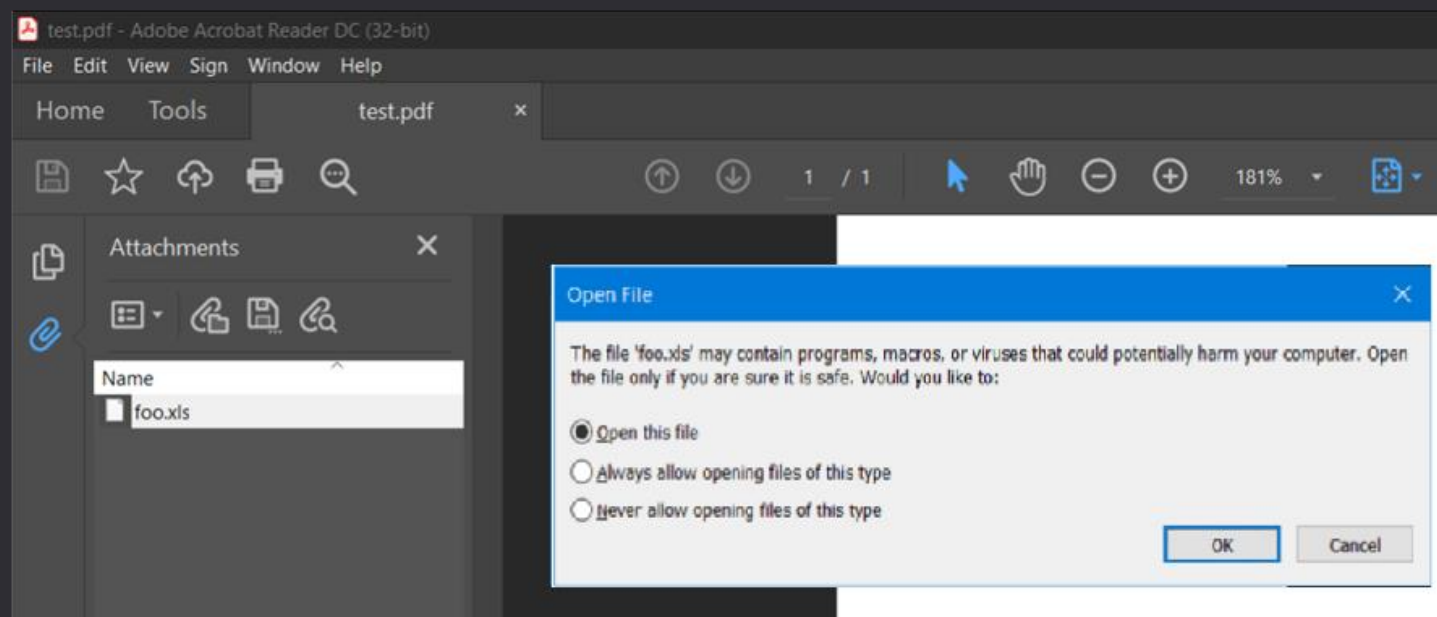 test.pdf - Adobe Acrobat Reader DC (32-bit)
File Edit View Sign Window Help
Home Tools test.pdf ×
1 / 1 181%
Attachments
Name
foo.xls
Open File
The file 'foo.xls' may contain programs, macros, or viruses that could potentially harm your computer. Open
the file only if you are sure it is safe. Would you like to:
Open this file
Always allow opening files of this type
Never allow opening files of this type
OK Cancel